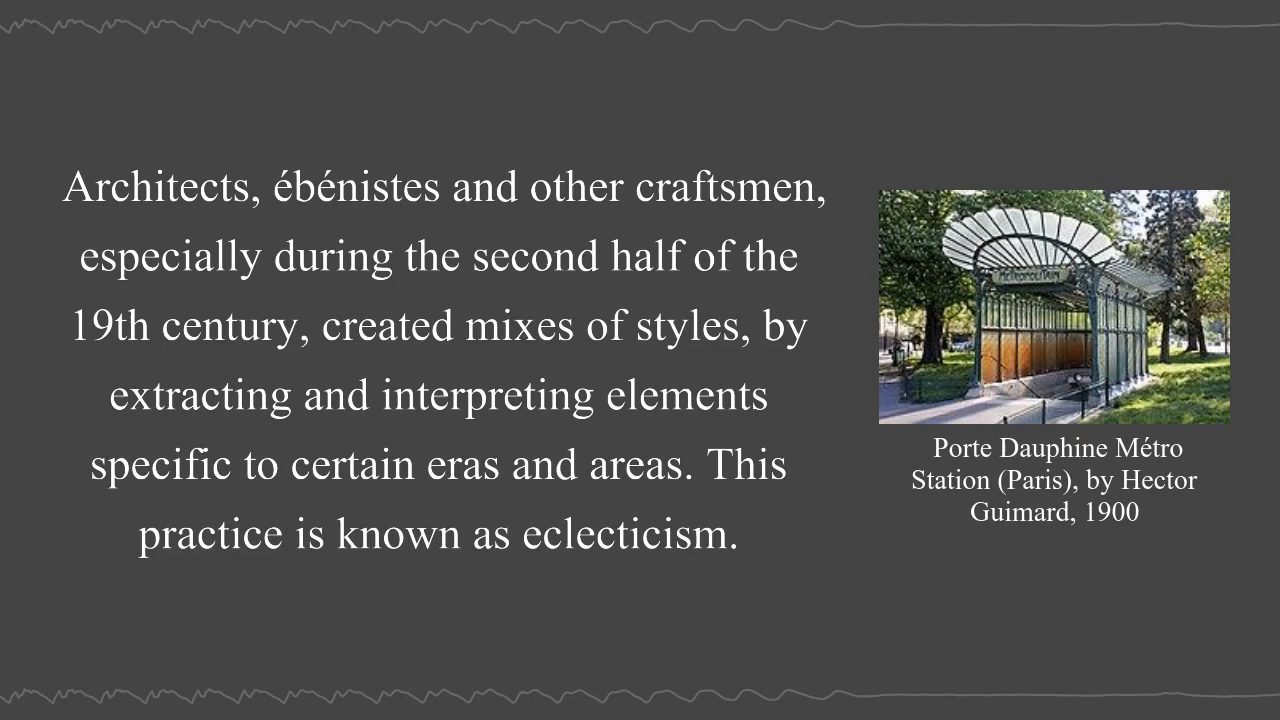 Architects, ébénistes and other craftsmen,
especially during the second half of the
19th century, created mixes of styles, by
extracting and interpreting elements
specific to certain eras and areas. This
practice is known as eclecticism.
METROPOLITAIN
Porte Dauphine Métro
Station (Paris), by Hector
Guimard, 1900